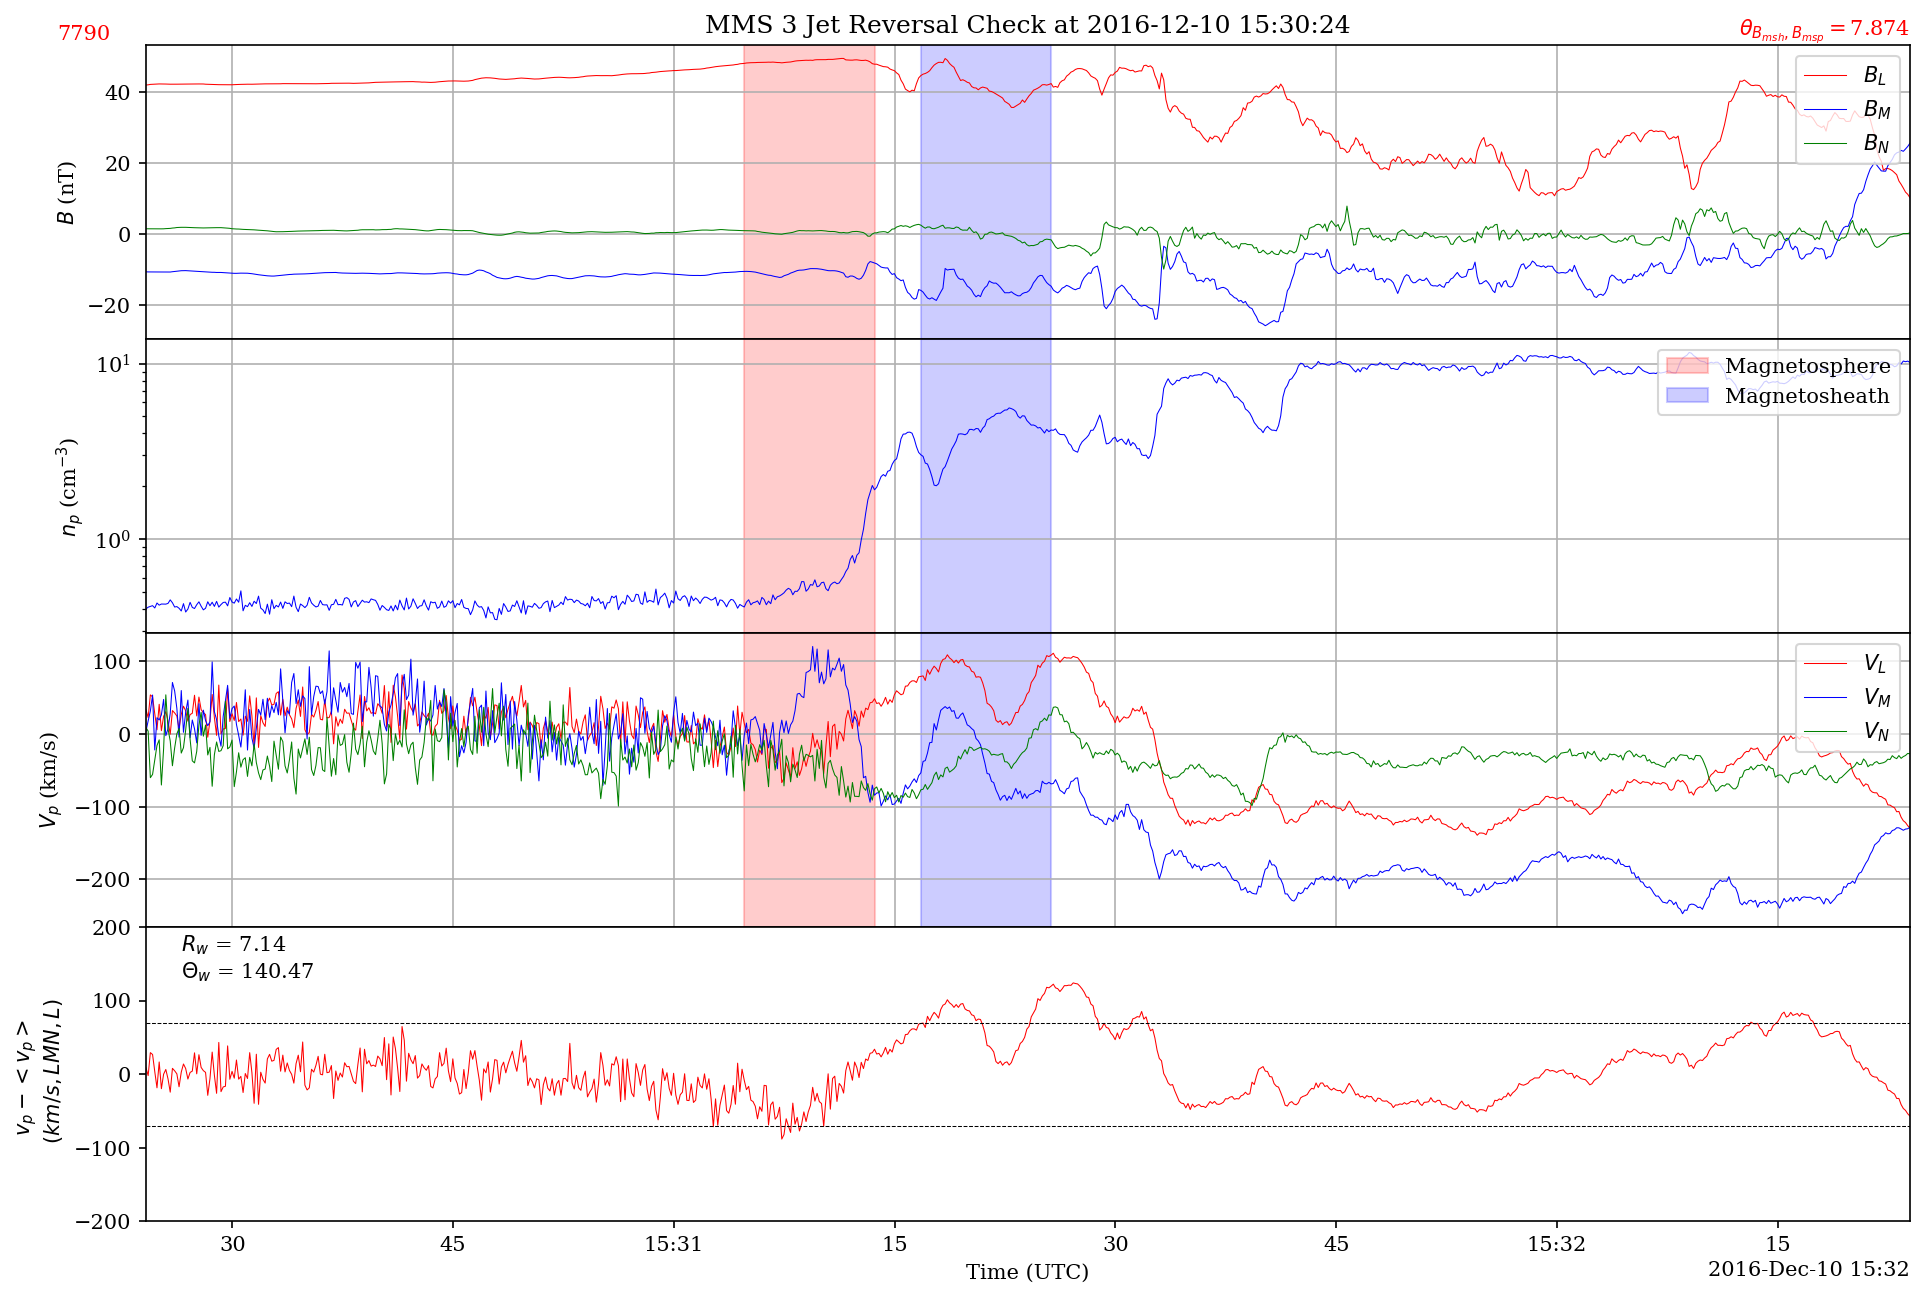 7790
MMS 3 Jet Reversal Check at 2016-12-10 15:30:24
θ_{B_{msh}, B_{msp}} = 7.874
B (nT)
40
20
0
−20
B_L
B_M
B_N
n_p (cm^{−3})
10^1
10^0
Magnetosphere
Magnetosheath
V_p (km/s)
100
0
−100
−200
V_L
V_M
V_N
v_p − < v_p >
(km/s, LMN, L)
200
100
0
−100
−200
R_w = 7.14
Θ_w = 140.47
30 45 15:31 15 30 45 15:32 15
Time (UTC)
2016-Dec-10 15:32